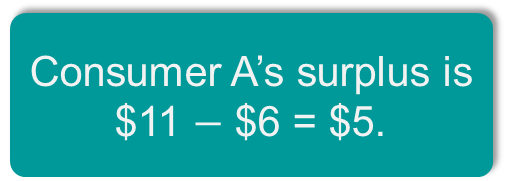 Consumer A’s surplus is
$11 – $6 = $5.